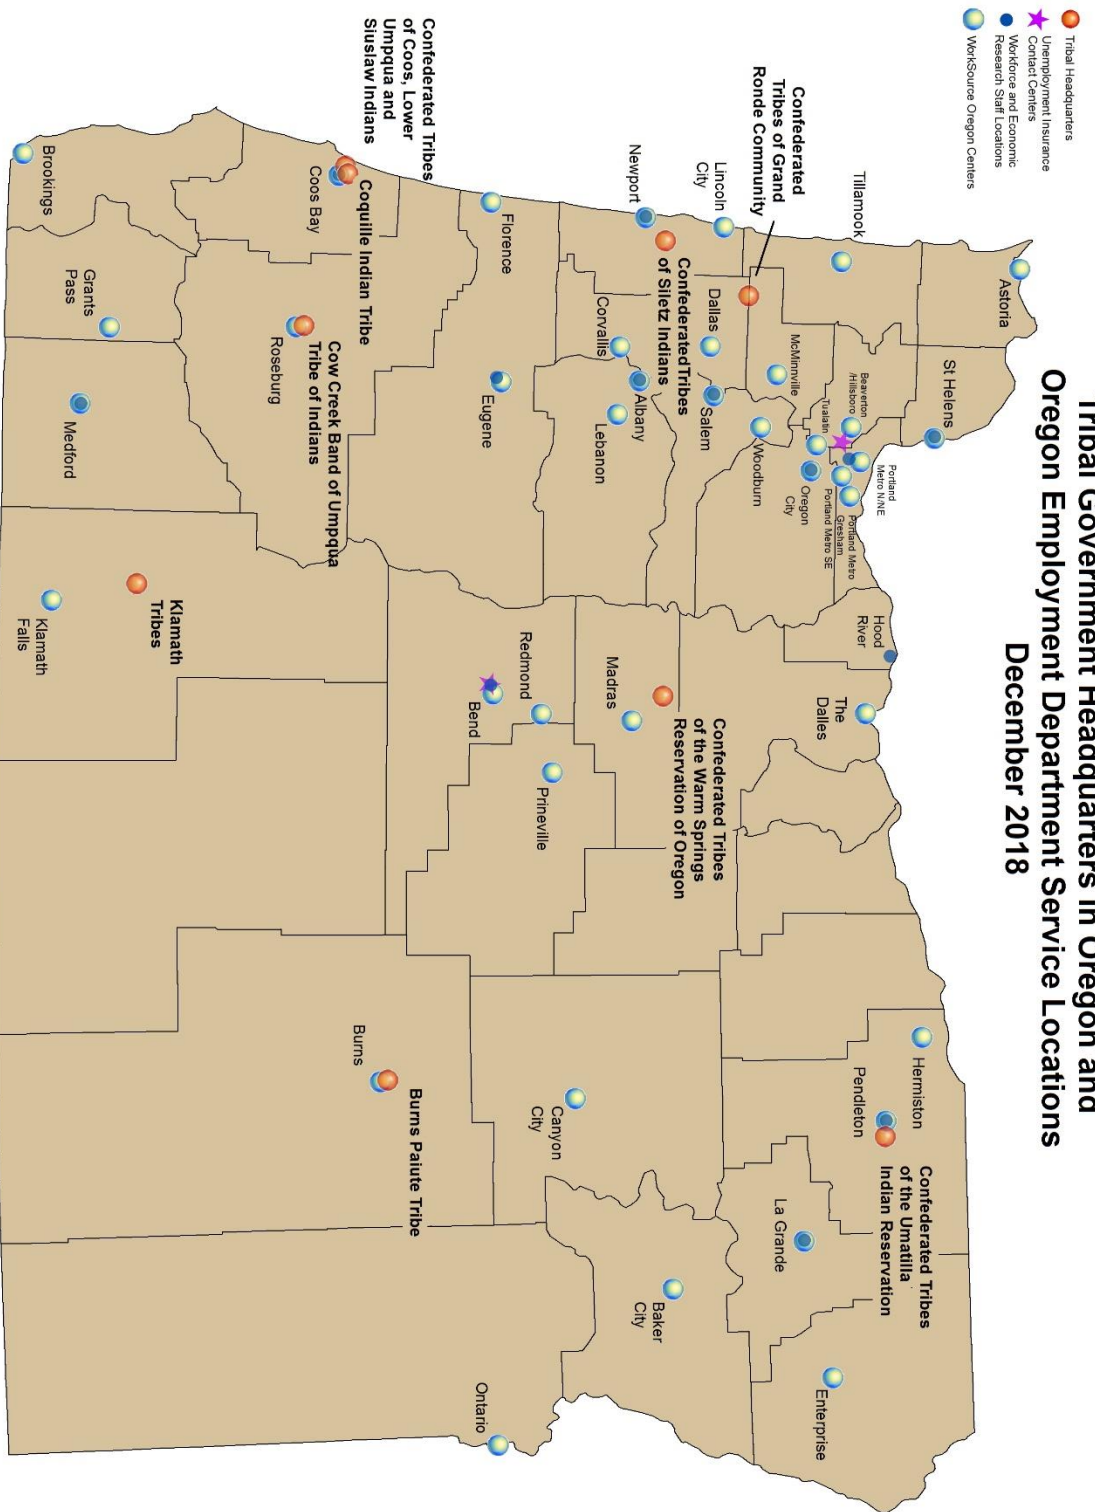 Tribal Government Headquarters in Oregon and
Oregon Employment Department Service Locations
December 2018
Tribal Headquarters
Unemployment Insurance
Contact Centers
Workforce and Economic
Research Staff Locations
WorkSource Oregon Centers
Astoria
St Helens
Tillamook
Beaverton
/Hillsboro
Portland
Metro N/NE
Tualatin
Portland Metro
Gresham
Portland Metro SE
Oregon
City
Hood
River
The
Dalles
Hermiston
Pendleton
Confederated Tribes
of the Umatilla
Indian Reservation
La Grande
Enterprise
Confederated
Tribes of Grand
Ronde Community
McMinnville
Woodburn
Lincoln
City
Dallas
Salem
Newport
Confederated Tribes
of Siletz Indians
Corvallis
Albany
Lebanon
Confederated Tribes
of the Warm Springs
Reservation of Oregon
Madras
Redmond
Prineville
Bend
Canyon
City
Baker
City
Ontario
Florence
Eugene
Confederated Tribes
of Coos, Lower
Umpqua and
Siuslaw Indians
Coquille Indian Tribe
Coos Bay
Cow Creek Band of Umpqua
Tribe of Indians
Roseburg
Burns Paiute Tribe
Burns
Klamath
Tribes
Klamath
Falls
Grants
Pass
Medford
Brookings